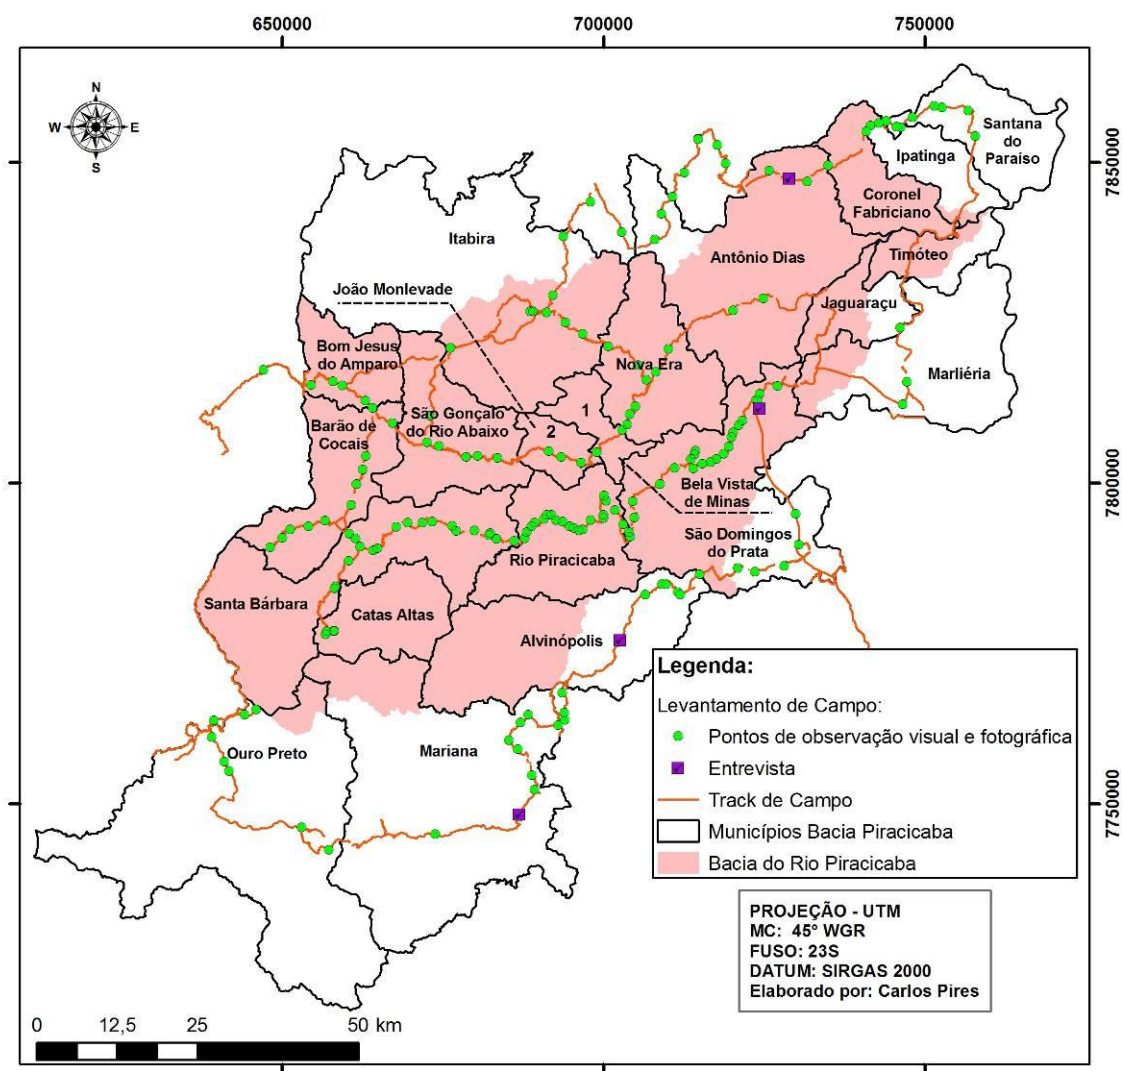 650000
700000
750000
N
W
E
S
7850000
7850000
Santana
do
Paraíso
Ipatinga
Coronel
Fabriciano
Itabira
Antônio Dias
Timóteo
João Monlevade
Jaguaraçu
Bom Jesus
do Amparo
Nova Era
Marliéria
1
São Gonçalo
do Rio Abaixo
Barão de
Cocais
2
7800000
7800000
Bela Vista
de Minas
São Domingos
do Prata
Rio Piracicaba
Santa Bárbara
Catas Altas
Alvinópolis
Legenda:
Levantamento de Campo:
Pontos de observação visual e fotográfica
Entrevista
Track de Campo
Municípios Bacia Piracicaba
Bacia do Rio Piracicaba
Ouro Preto
Mariana
7750000
7750000
PROJEÇÃO - UTM
MC: 45° WGR
FUSO: 23S
DATUM: SIRGAS 2000
Elaborado por: Carlos Pires
0
12,5
25
50 km